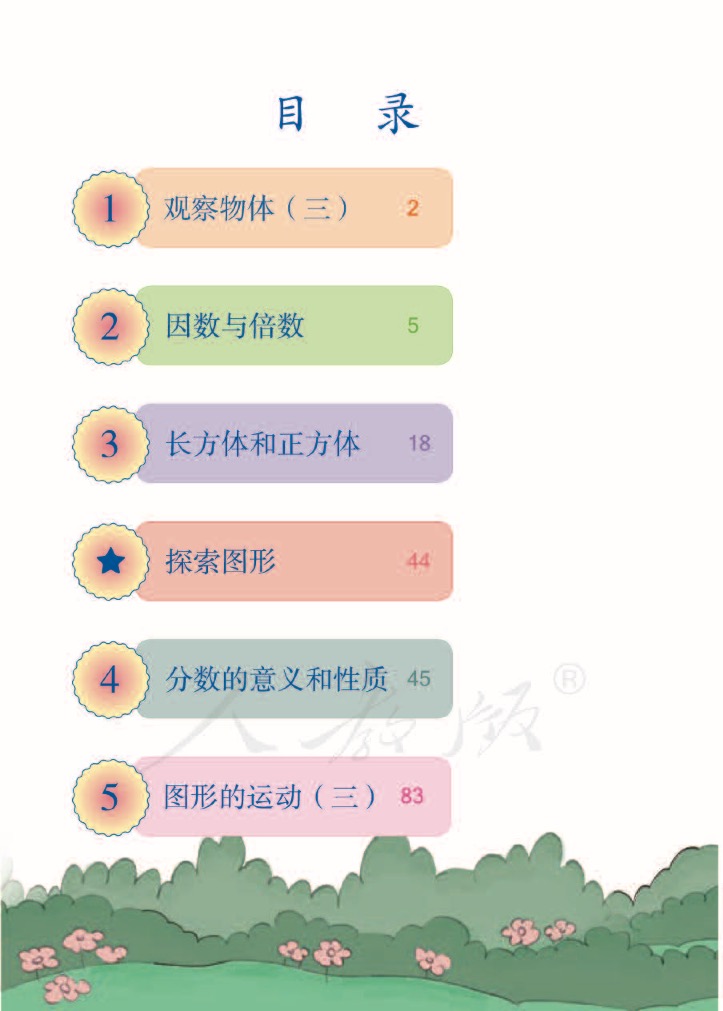 目 录
1 观察物体（三） 2
2 因数与倍数 5
3 长方体和正方体 18
★ 探索图形 44
4 分数的意义和性质 45
人教版®
5 图形的运动（三） 83